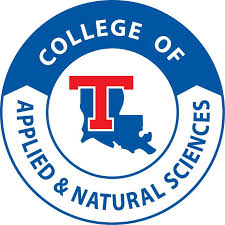 COLLEGE OF
APPLIED & NATURAL SCIENCES
T